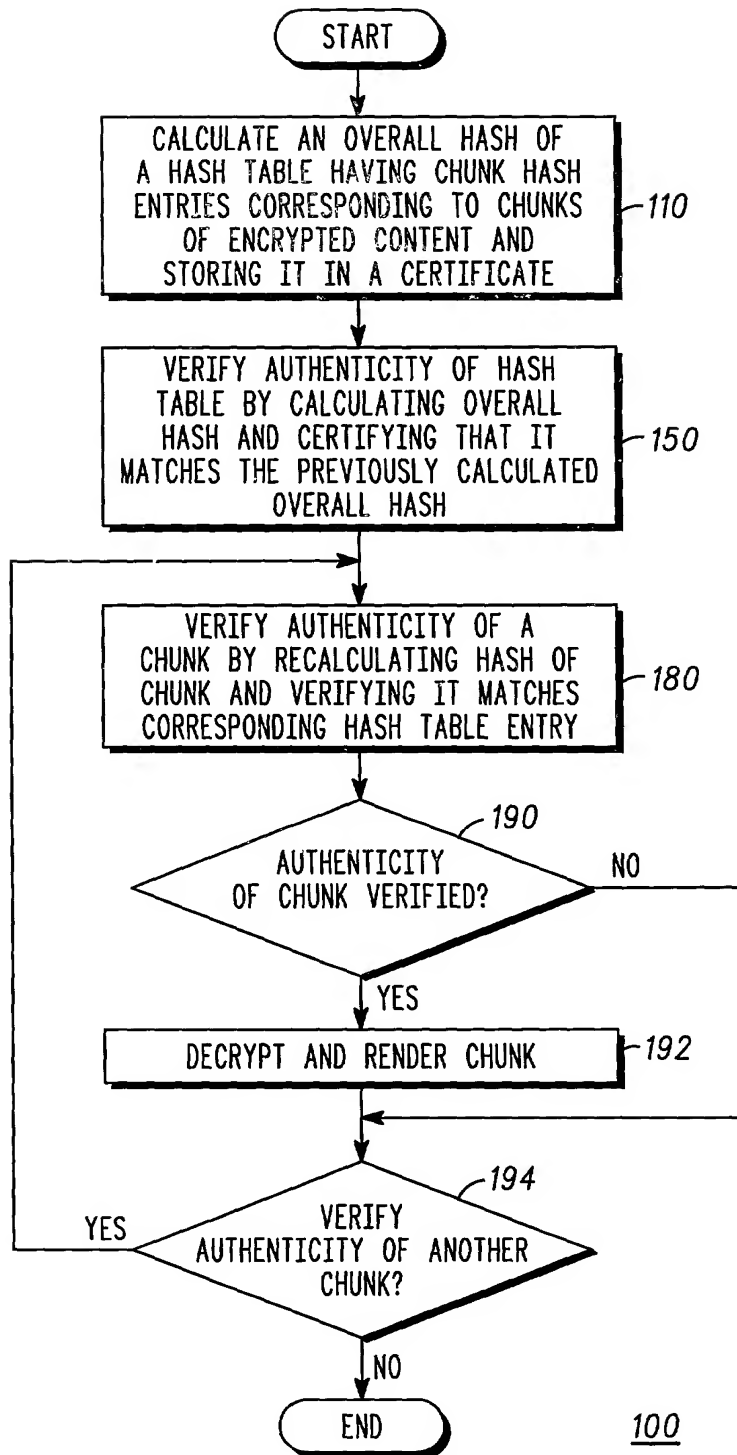 START
CALCULATE AN OVERALL HASH OF
A HASH TABLE HAVING CHUNK HASH
ENTRIES CORRESPONDING TO CHUNKS
OF ENCRYPTED CONTENT AND
STORING IT IN A CERTIFICATE
110
VERIFY AUTHENTICITY OF HASH
TABLE BY CALCULATING OVERALL
HASH AND CERTIFYING THAT IT
MATCHES THE PREVIOUSLY CALCULATED
OVERALL HASH
150
VERIFY AUTHENTICITY OF A
CHUNK BY RECALCULATING HASH OF
CHUNK AND VERIFYING IT MATCHES
CORRESPONDING HASH TABLE ENTRY
180
190
AUTHENTICITY
OF CHUNK VERIFIED?
NO
YES
DECRYPT AND RENDER CHUNK
192
194
YES
VERIFY
AUTHENTICITY OF ANOTHER
CHUNK?
NO
END
100